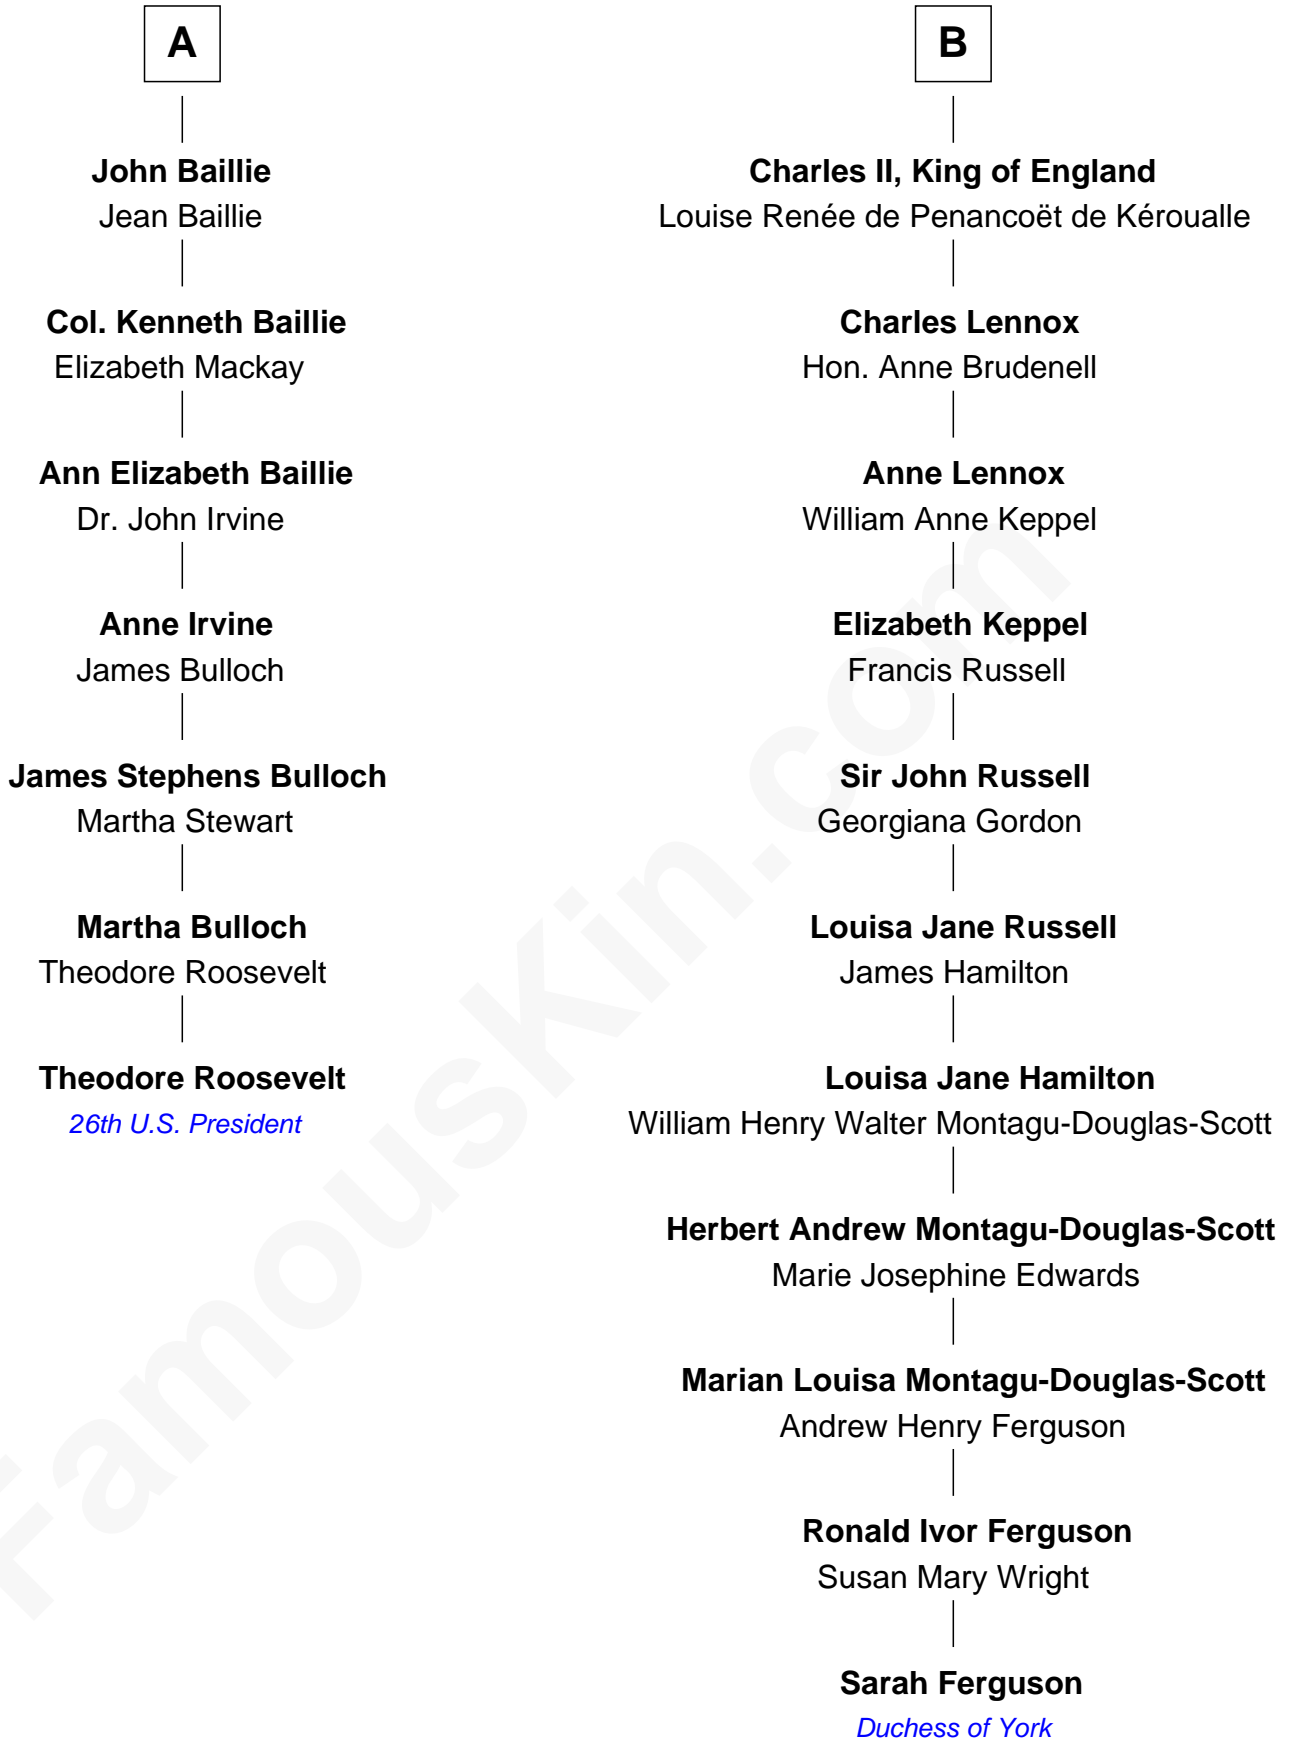 A
John Baillie
Jean Baillie
Col. Kenneth Baillie
Elizabeth Mackay
Ann Elizabeth Baillie
Dr. John Irvine
Anne Irvine
James Bulloch
James Stephens Bulloch
Martha Stewart
Martha Bulloch
Theodore Roosevelt
Theodore Roosevelt
26th U.S. President
B
Charles II, King of England
Louise Renée de Penancoët de Kéroualle
Charles Lennox
Hon. Anne Brudenell
Anne Lennox
William Anne Keppel
Elizabeth Keppel
Francis Russell
Sir John Russell
Georgiana Gordon
Louisa Jane Russell
James Hamilton
Louisa Jane Hamilton
William Henry Walter Montagu-Douglas-Scott
Herbert Andrew Montagu-Douglas-Scott
Marie Josephine Edwards
Marian Louisa Montagu-Douglas-Scott
Andrew Henry Ferguson
Ronald Ivor Ferguson
Susan Mary Wright
Sarah Ferguson
Duchess of York
FamousKin.com